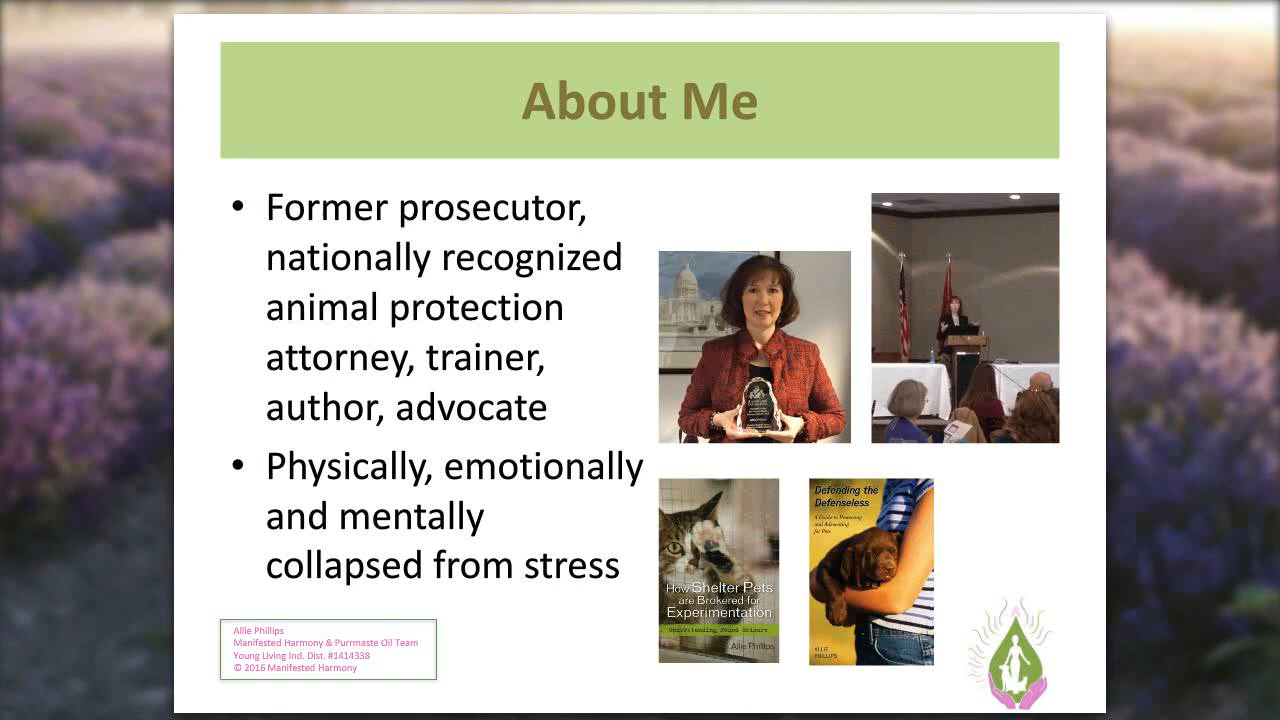 About Me
• Former prosecutor,
nationally recognized
animal protection
attorney, trainer,
author, advocate
• Physically, emotionally
and mentally
collapsed from stress
How Shelter Pets
are Brokered for
Experimentation
Understanding Pound Seizure
Allie Phillips
Defending the
Defenseless
A Guide to Protecting
and Advocating
for Pets
ALLIE
PHILLIPS
Allie Phillips
Manifested Harmony & Purrmaste Oil Team
Young Living Ind. Dist. #1414338
© 2016 Manifested Harmony